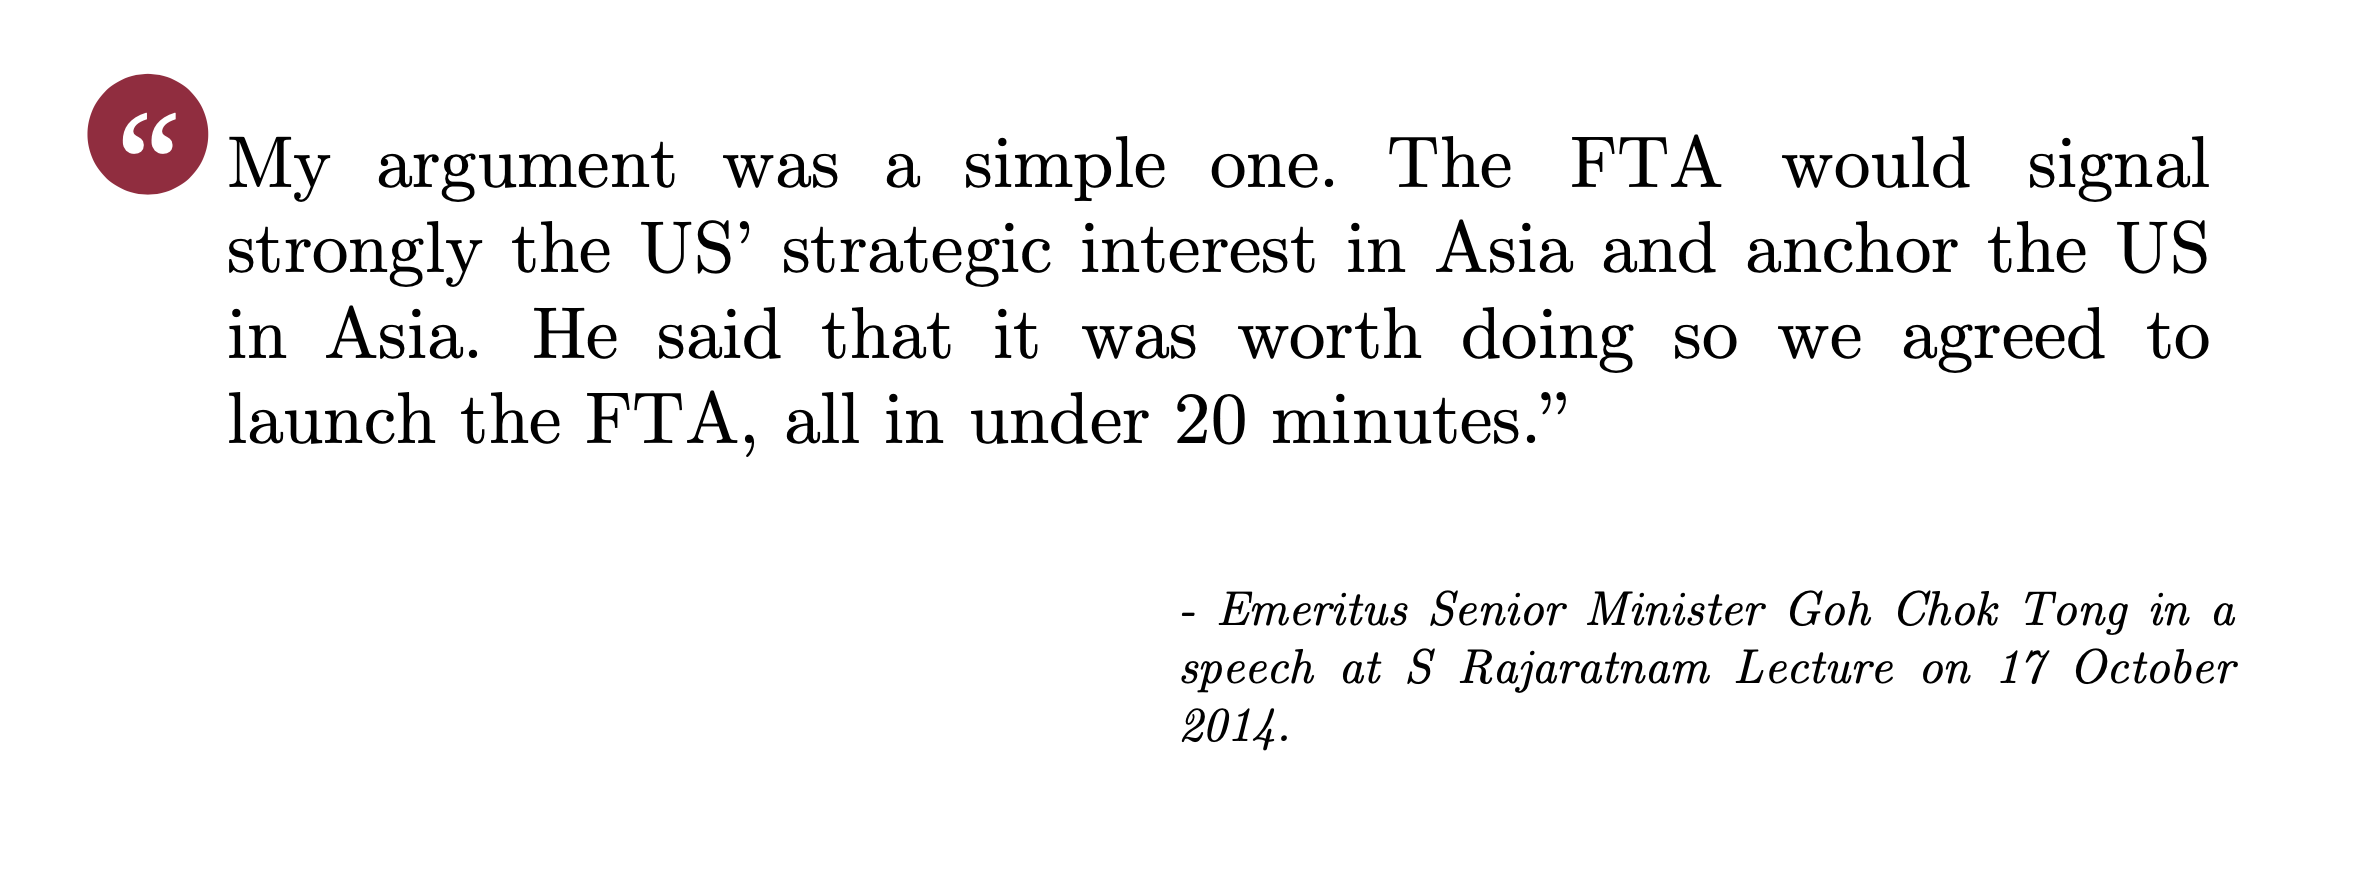 “My argument was a simple one. The FTA would signal
strongly the US’ strategic interest in Asia and anchor the US
in Asia. He said that it was worth doing so we agreed to
launch the FTA, all in under 20 minutes.”
- Emeritus Senior Minister Goh Chok Tong in a
speech at S Rajaratnam Lecture on 17 October
2014.